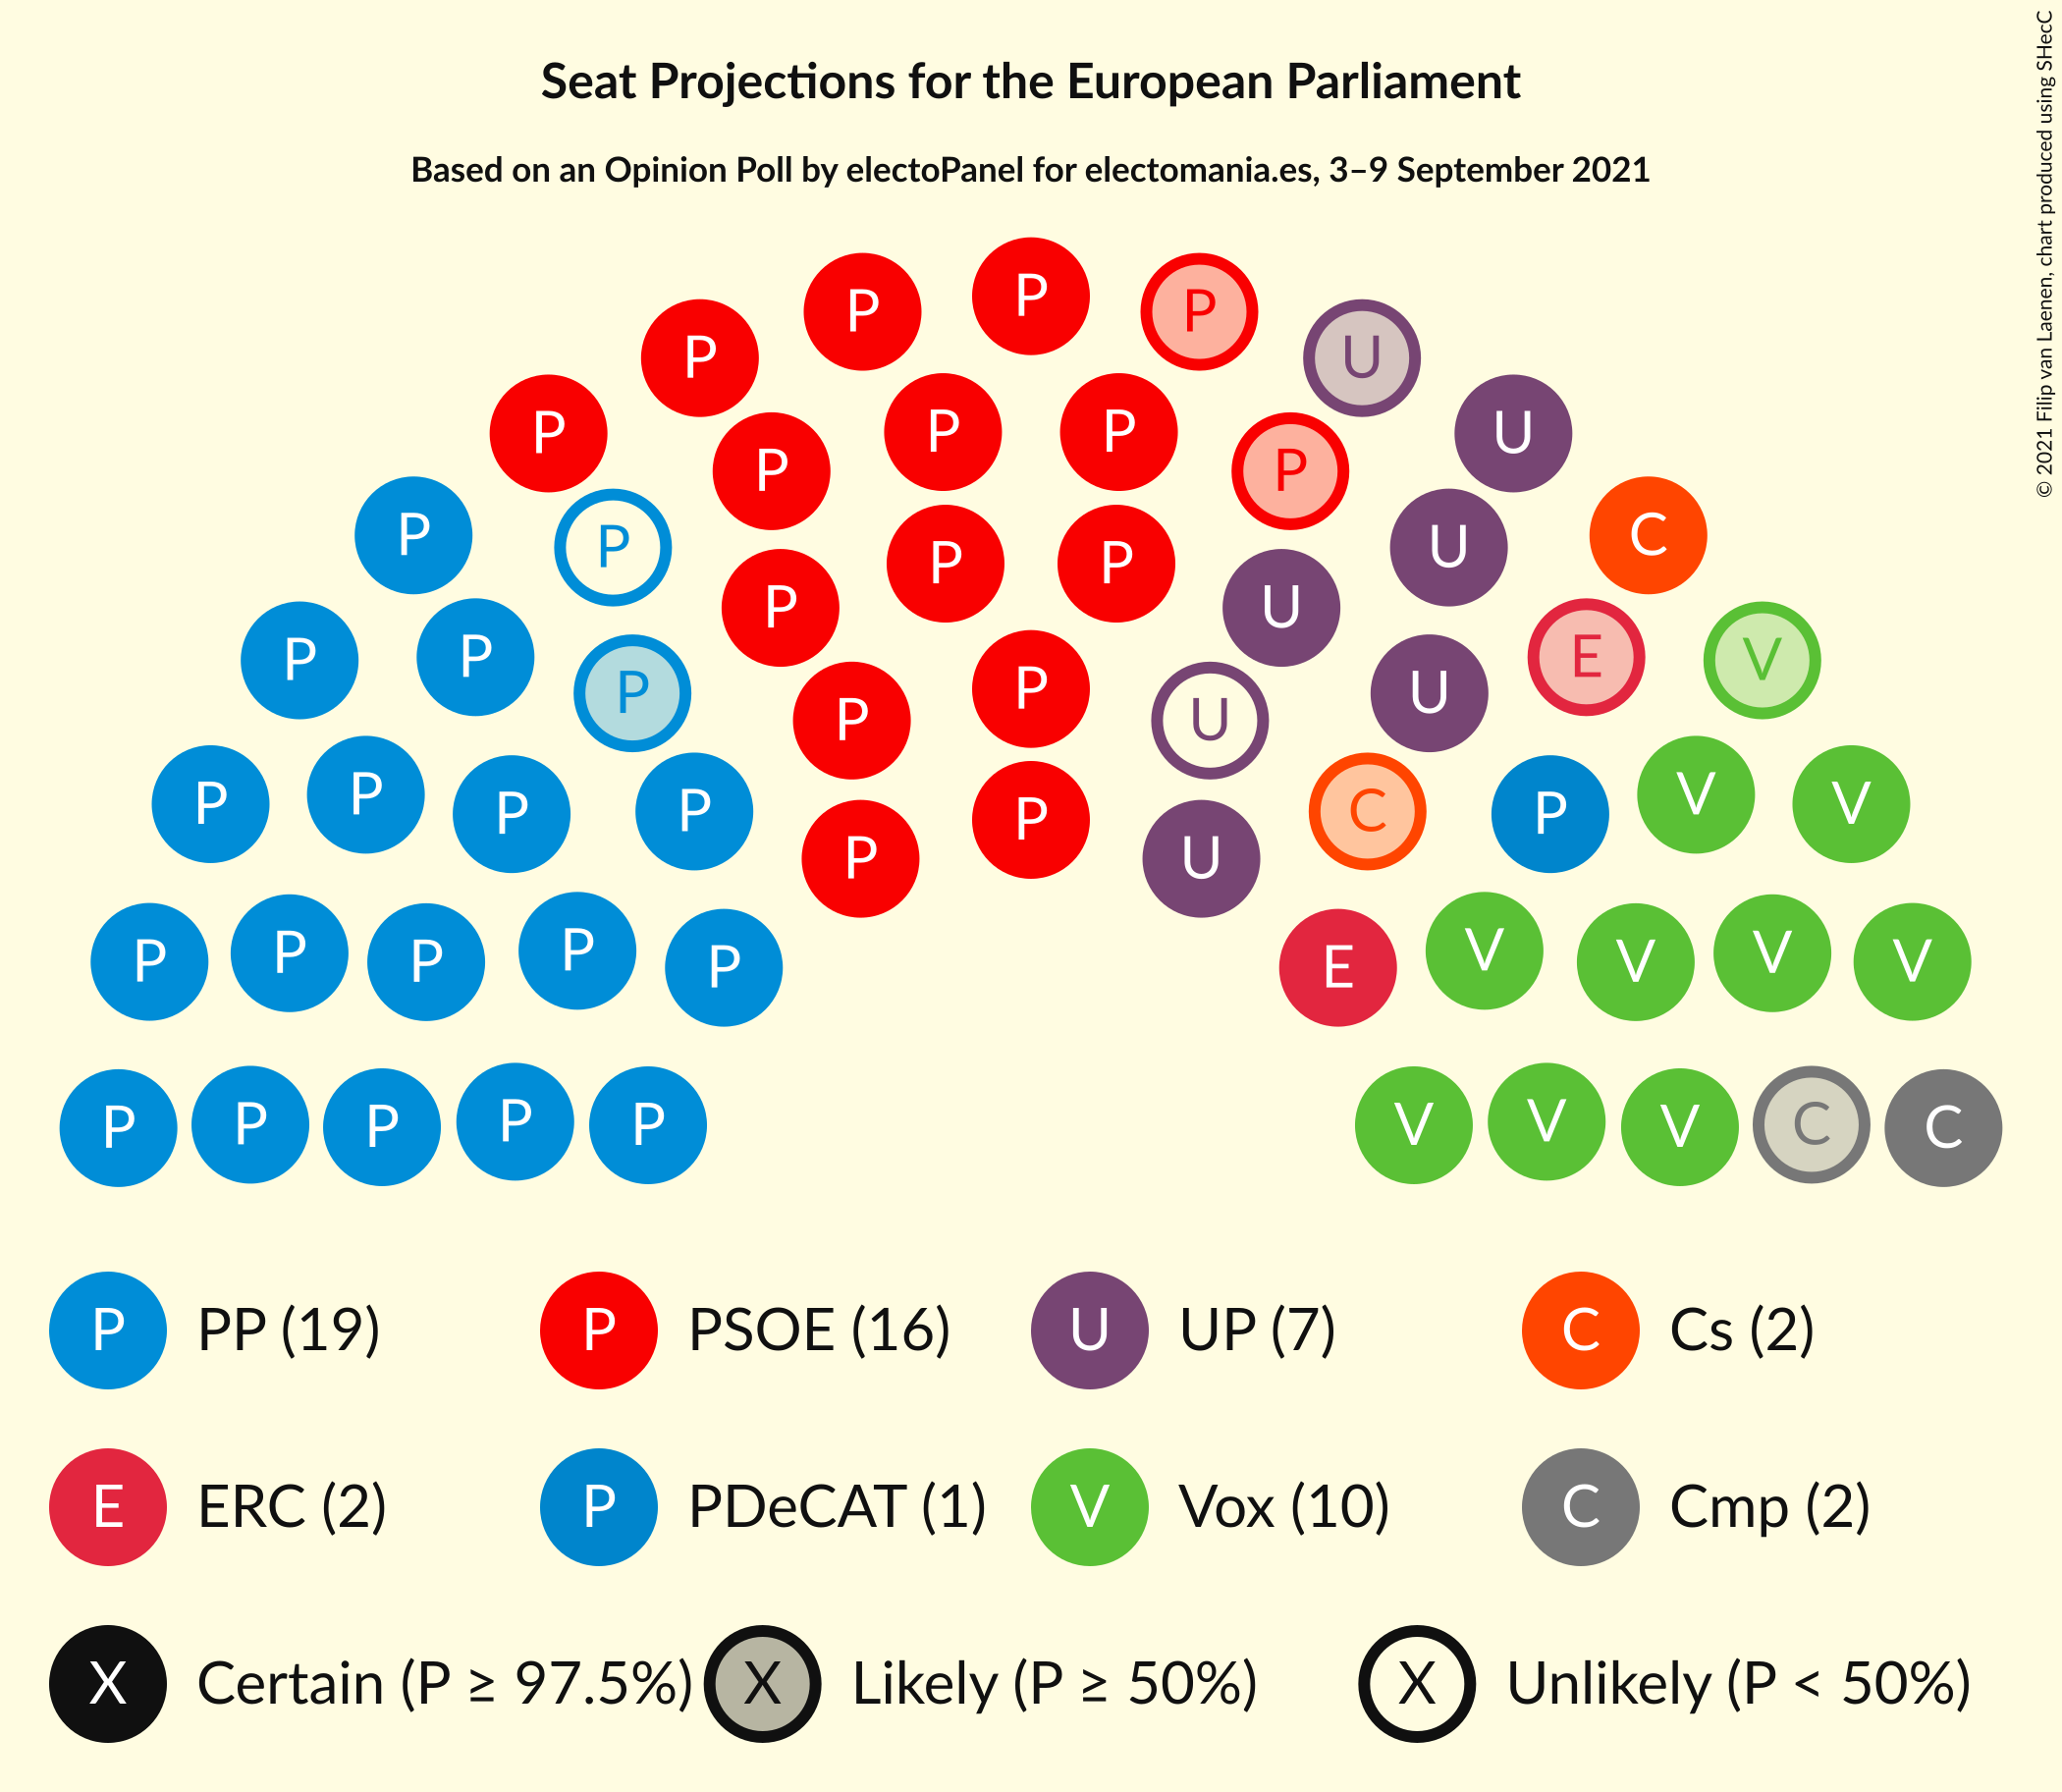 Seat Projections for the European Parliament
Based on an Opinion Poll by electoPanel for electomania.es, 3–9 September 2021
© 2021 Filip van Laenen, chart produced using SHecC
P
P P
P U
P P P U
P P
P P
P P U
P C
P P
U
P P E V
P P U
P U
P P P P C P V V
P P U
P P P P P E V V V V
P P P P P V V V C C
P PP (19) P PSOE (16) U UP (7) C Cs (2)
E ERC (2) P PDeCAT (1) V Vox (10) C Cmp (2)
X Certain (P ≥ 97.5%) X Likely (P ≥ 50%) X Unlikely (P < 50%)